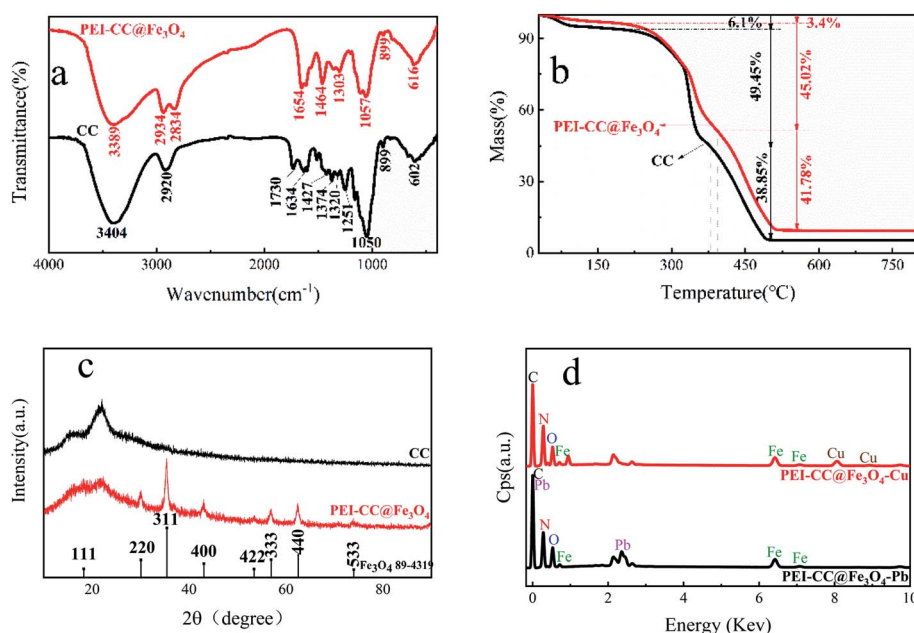 a
PEI-CC@Fe₃O₄
3389
2934
2834
1654
1464
1303
1057
899
616
CC
3404
2920
1730
1634
1427
1374
1320
1251
1050
899
602
Transmittance(%)
4000 3000 2000 1000
Wavenumber(cm⁻¹)
b
6.1%
3.4%
49.45%
45.02%
PEI-CC@Fe₃O₄
CC
38.85%
41.78%
Mass(%)
90
60
30
0
150 300 450 600 750
Temperature(℃)
c
CC
PEI-CC@Fe₃O₄
111
220
311
400
422
333
440
533
Fe₃O₄ 89-4319
Intensity(a.u.)
20 40 60 80
2θ（degree）
d
C
N
O
Fe
Fe
Fe
Cu
Cu
PEI-CC@Fe₃O₄-Cu
C
Pb
N
O
Fe
Pb
Fe
Fe
PEI-CC@Fe₃O₄-Pb
Cps(a.u.)
0 2 4 6 8 10
Energy (Kev)